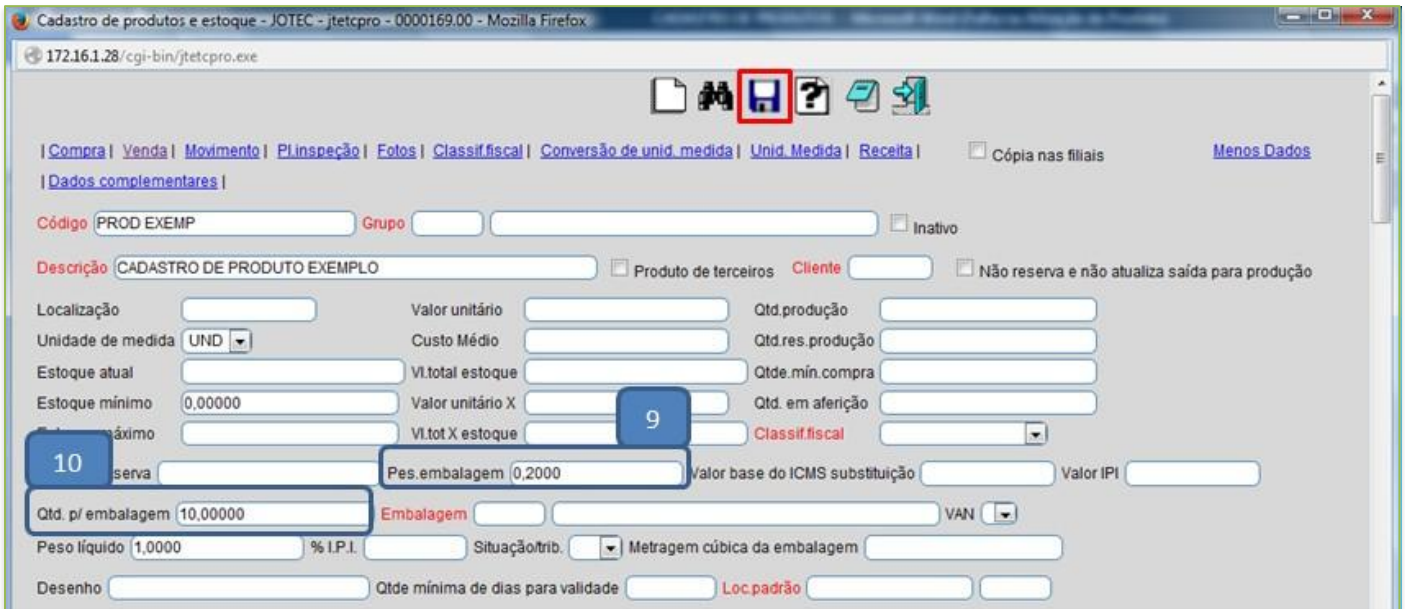 Cadastro de produtos e estoque - JOTEC - jtetcpro - 0000169.00 - Mozilla Firefox
172.16.1.28/cgi-bin/jtetcpro.exe
| Compra | Venda | Movimento | Pl.inspeção | Fotos | Classif.fiscal | Conversão de unid. medida | Unid. Medida | Receita | Cópia nas filiais Menos Dados
| Dados complementares |
Código PROD EXEMP Grupo Inativo
Descrição CADASTRO DE PRODUTO EXEMPLO Produto de terceiros Cliente Não reserva e não atualiza saída para produção
Localização Valor unitário Qtd.produção
Unidade de medida UND Custo Médio Qtd.res.produção
Estoque atual Vl.total estoque Qtde.mín.compra
Estoque mínimo 0,00000 Valor unitário X Qtd. em aferição
9
áximo Vl.tot X estoque Classif.fiscal
10
serva Pes.embalagem 0,2000 Valor base do ICMS substituição Valor IPI
Qtd. p/ embalagem 10,00000 Embalagem VAN
Peso líquido 1,0000 % I.P.I. Situação/trib. Metragem cúbica da embalagem
Desenho Qtde mínima de dias para validade Loc.padrão